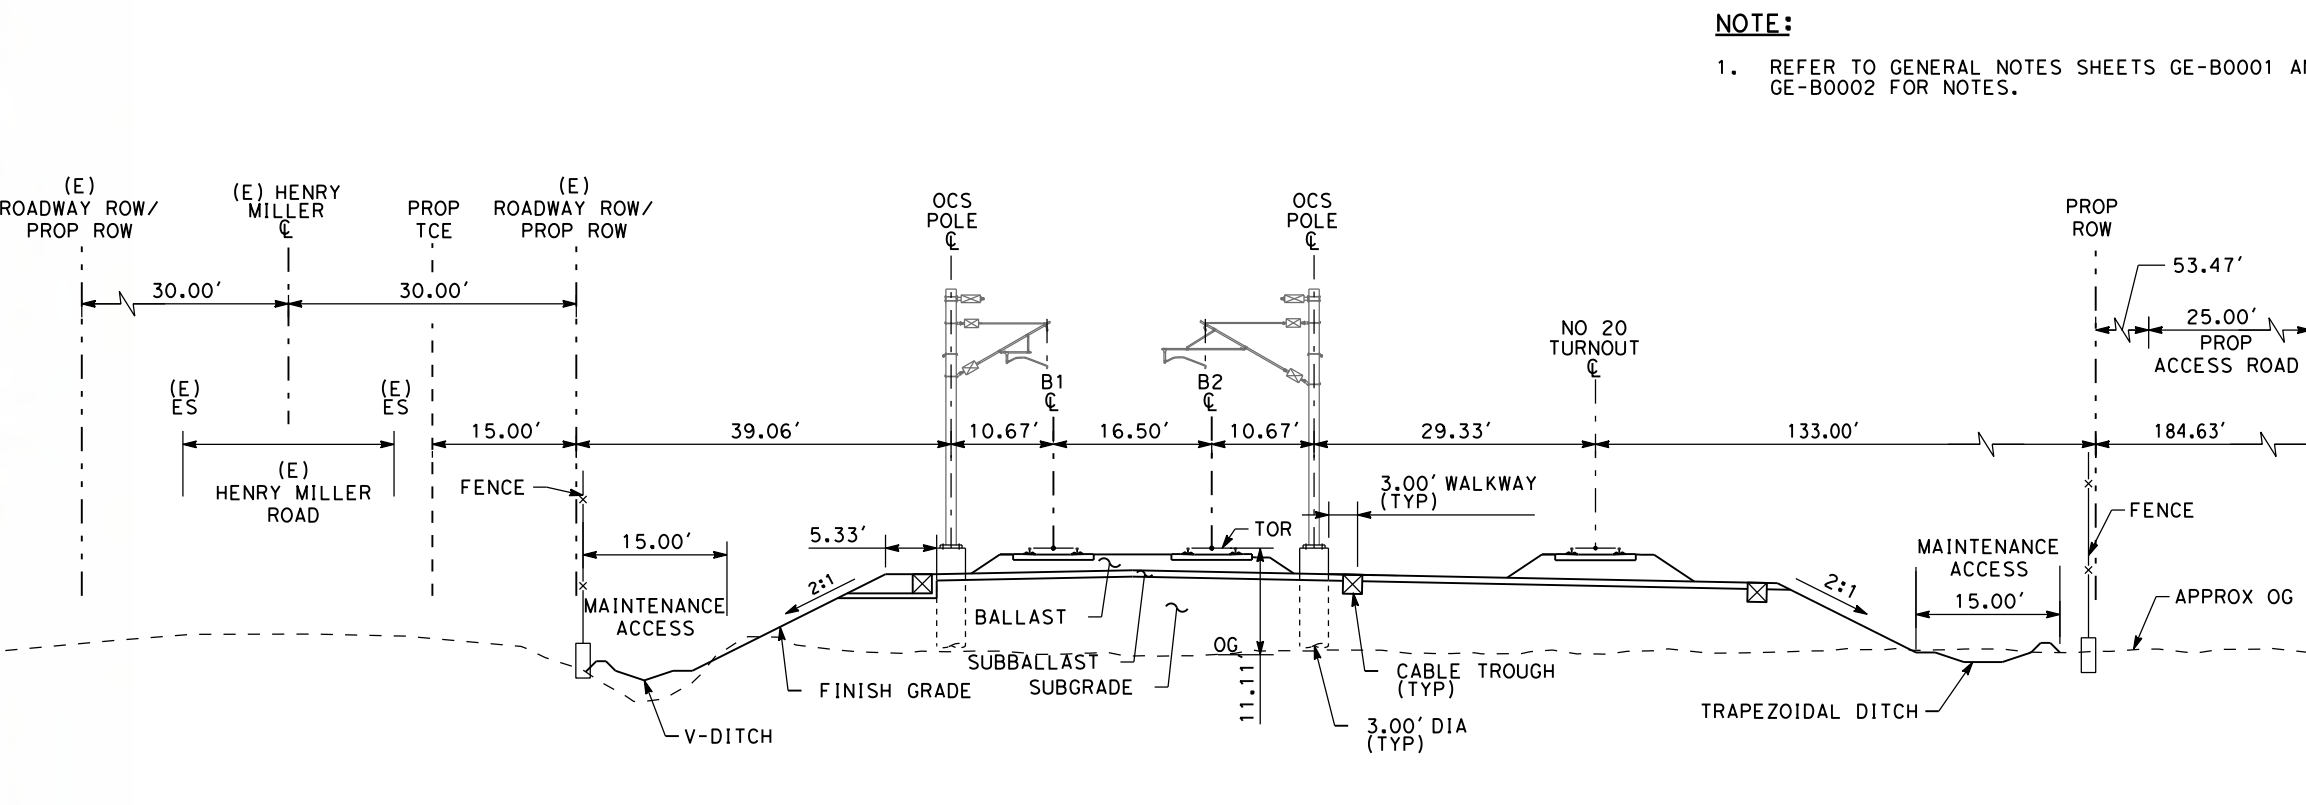 NOTE:
1. REFER TO GENERAL NOTES SHEETS GE-B0001 A
GE-B0002 FOR NOTES.
(E)
ROADWAY ROW/
PROP ROW
(E) HENRY
MILLER
℄
PROP
TCE
(E)
ROADWAY ROW/
PROP ROW
OCS
POLE
℄
OCS
POLE
℄
PROP
ROW
53.47'
30.00'
30.00'
NO 20
TURNOUT
℄
25.00'
PROP
ACCESS ROAD
(E)
ES
(E)
ES
B1
℄
B2
℄
15.00'
39.06'
10.67'
16.50'
10.67'
29.33'
133.00'
184.63'
(E)
HENRY MILLER
ROAD
FENCE
3.00' WALKWAY
(TYP)
FENCE
15.00'
5.33'
TOR
MAINTENANCE
ACCESS
MAINTENANCE
ACCESS
2:1
2:1
15.00'
APPROX OG
BALLAST
OG
SUBBALLAST
SUBGRADE
11.11'
FINISH GRADE
CABLE TROUGH
(TYP)
V-DITCH
3.00' DIA
(TYP)
TRAPEZOIDAL DITCH